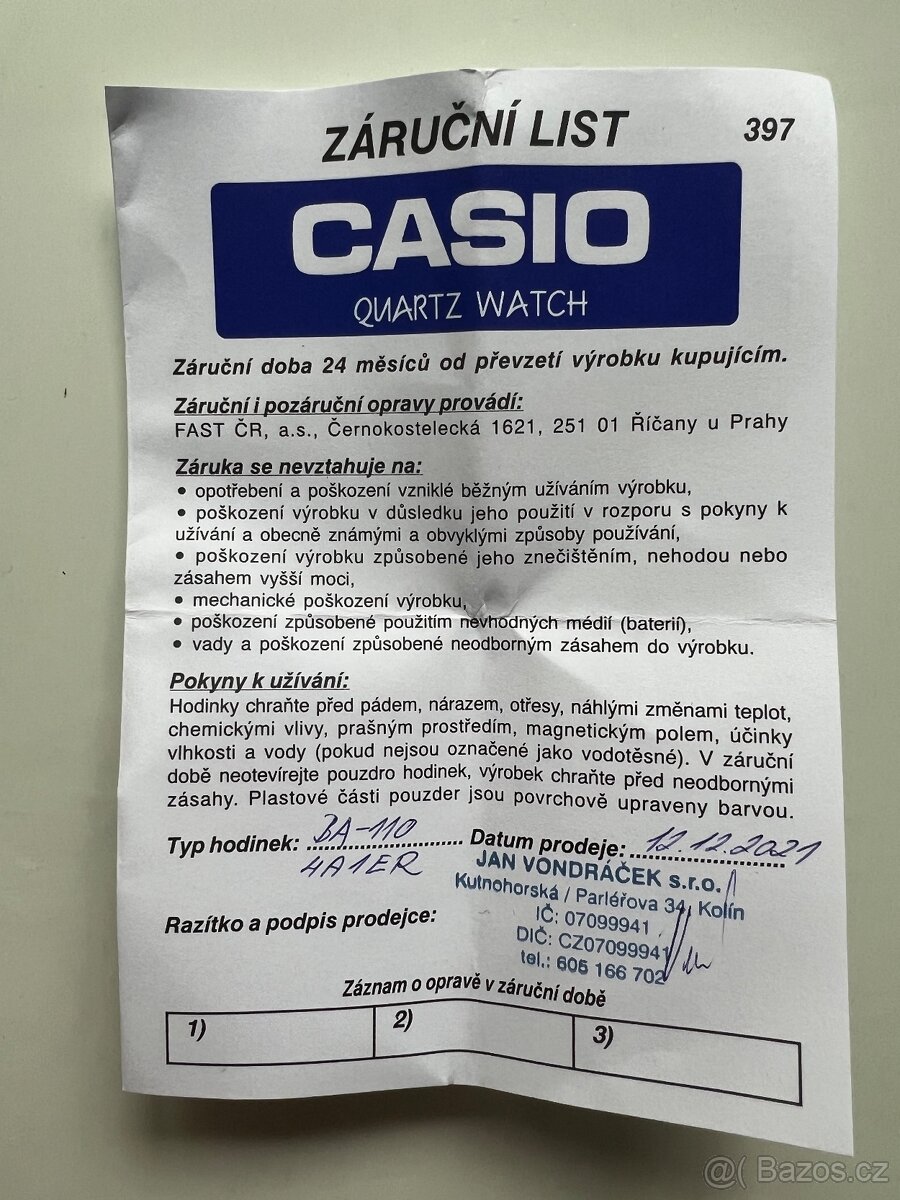 ZÁRUČNÍ LIST 397
CASIO
QUARTZ WATCH
Záruční doba 24 měsíců od převzetí výrobku kupujícím.
Záruční i pozáruční opravy provádí:
FAST ČR, a.s., Černokostelecká 1621, 251 01 Říčany u Prahy
Záruka se nevztahuje na:
• opotřebení a poškození vzniklé běžným užíváním výrobku,
• poškození výrobku v důsledku jeho použití v rozporu s pokyny k
užívání a obecně známými a obvyklými způsoby používání,
• poškození výrobku způsobené jeho znečištěním, nehodou nebo
zásahem vyšší moci,
• mechanické poškození výrobku,
• poškození způsobené použitím nevhodných médií (baterií),
• vady a poškození způsobené neodborným zásahem do výrobku.
Pokyny k užívání:
Hodinky chraňte před pádem, nárazem, otřesy, náhlými změnami teplot,
chemickými vlivy, prašným prostředím, magnetickým polem, účinky
vlhkosti a vody (pokud nejsou označené jako vodotěsné). V záruční
době neotevírejte pouzdro hodinek, výrobek chraňte před neodbornými
zásahy. Plastové části pouzder jsou povrchově upraveny barvou.
Typ hodinek: BA-110 Datum prodeje: 12.12.2021
4A1ER
JAN VONDRÁČEK s.r.o.
Kutnohorská / Parléřova 34, Kolín
IČ: 07099941
DIČ: CZ07099941
tel.: 605 166 702
Razítko a podpis prodejce:
Záznam o opravě v záruční době
1) 2) 3)
@( Bazos.cz